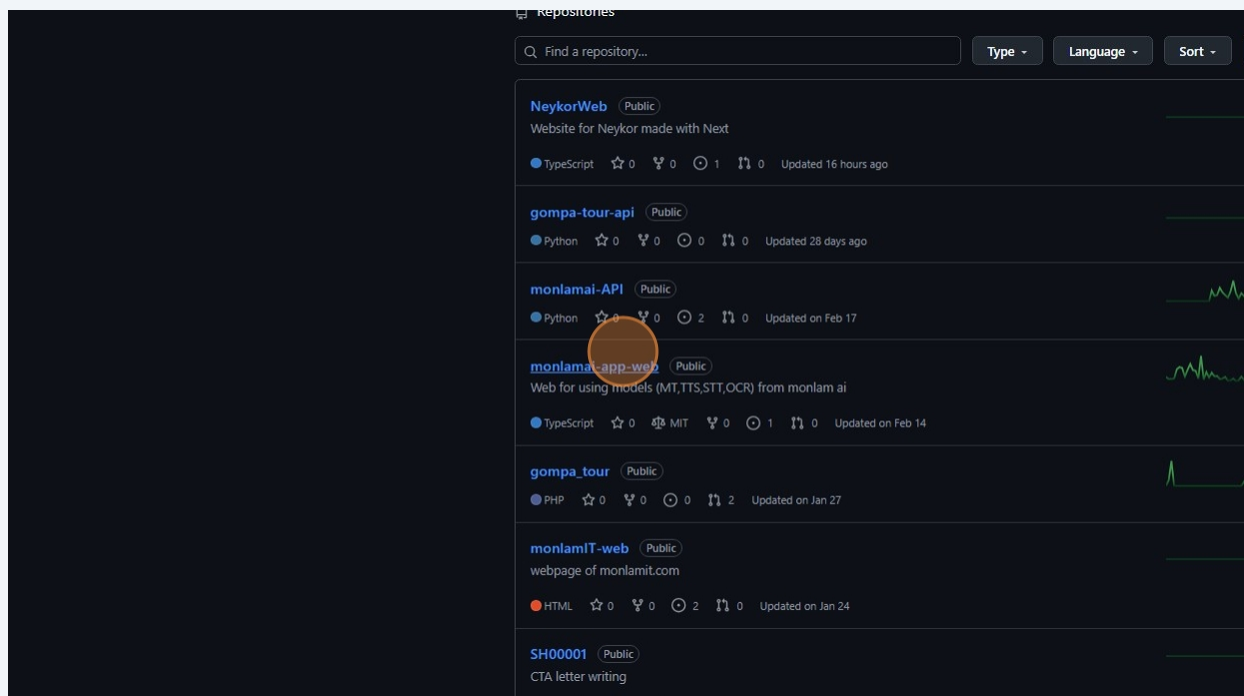 Repositories
Find a repository...
Type
Language
Sort
NeykorWeb Public
Website for Neykor made with Next
TypeScript 0 0 1 0 Updated 16 hours ago
gompa-tour-api Public
Python 0 0 0 0 Updated 28 days ago
monlamai-API Public
Python 0 0 2 0 Updated on Feb 17
monlamai-app-web Public
Web for using models (MT,TTS,STT,OCR) from monlam ai
TypeScript 0 MIT 0 1 0 Updated on Feb 14
gompa_tour Public
PHP 0 0 0 2 Updated on Jan 27
monlamIT-web Public
webpage of monlamit.com
HTML 0 0 2 0 Updated on Jan 24
SH00001 Public
CTA letter writing